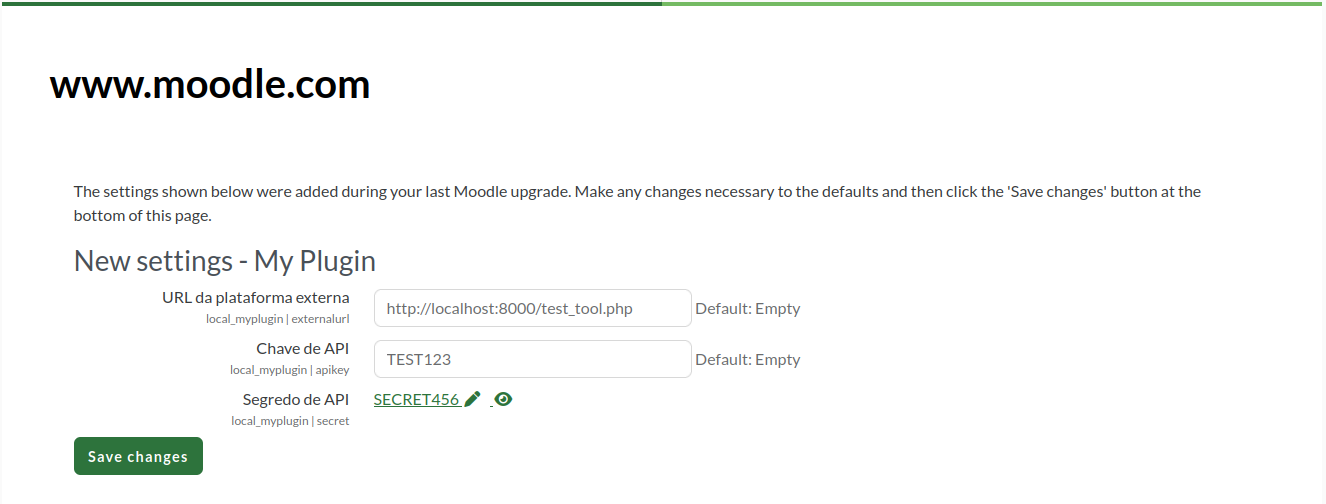 www.moodle.com
The settings shown below were added during your last Moodle upgrade. Make any changes necessary to the defaults and then click the 'Save changes' button at the
bottom of this page.
New settings - My Plugin
URL da plataforma externa
local_myplugin | externalurl
http://localhost:8000/test_tool.php Default: Empty
Chave de API
local_myplugin | apikey
TEST123 Default: Empty
Segredo de API
local_myplugin | secret
SECRET456
Save changes